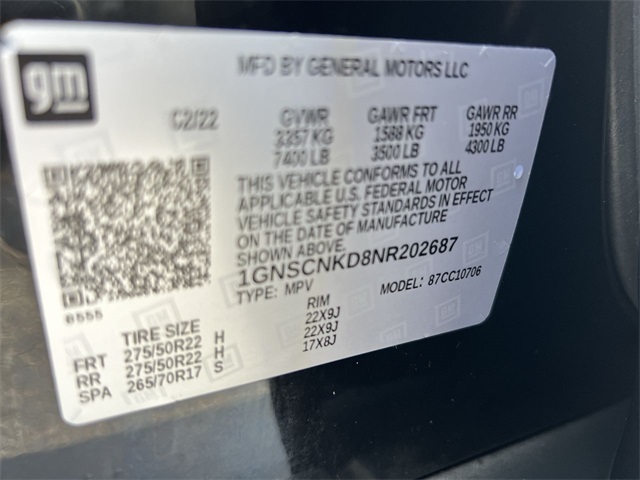 gm
MFD BY GENERAL MOTORS LLC
02/22 GVWR GAWR FRT GAWR RR
3357 KG 1588 KG 1950 KG
7400 LB 3500 LB 4300 LB
THIS VEHICLE CONFORMS TO ALL
APPLICABLE U.S. FEDERAL MOTOR
VEHICLE SAFETY STANDARDS IN EFFECT
ON THE DATE OF MANUFACTURE
SHOWN ABOVE.
1GNSCNKD8NR202687
TYPE: MPV MODEL: 87CC10706
TIRE SIZE RIM
FRT 275/50R22 H 22X9J
RR 275/50R22 H 22X9J
SPA 265/70R17 S 17X8J